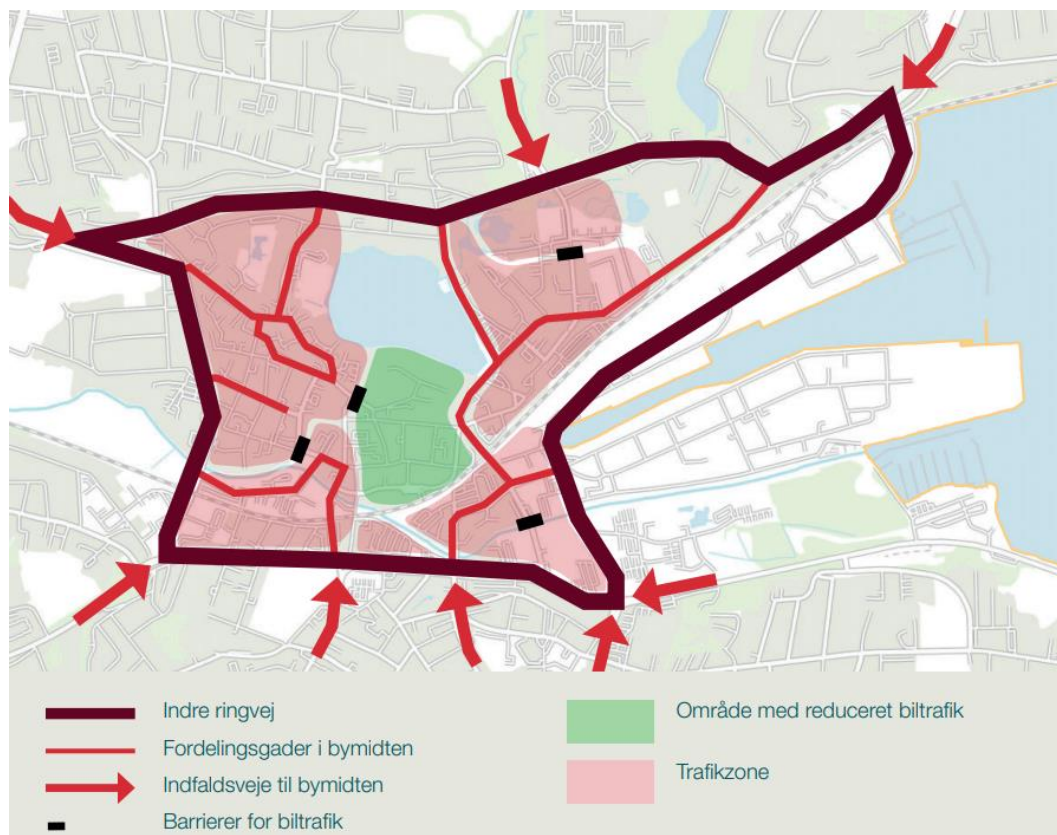 Indre ringvej
Fordelingsgader i bymidten
Indfaldsveje til bymidten
Barrierer for biltrafik
Område med reduceret biltrafik
Trafikzone